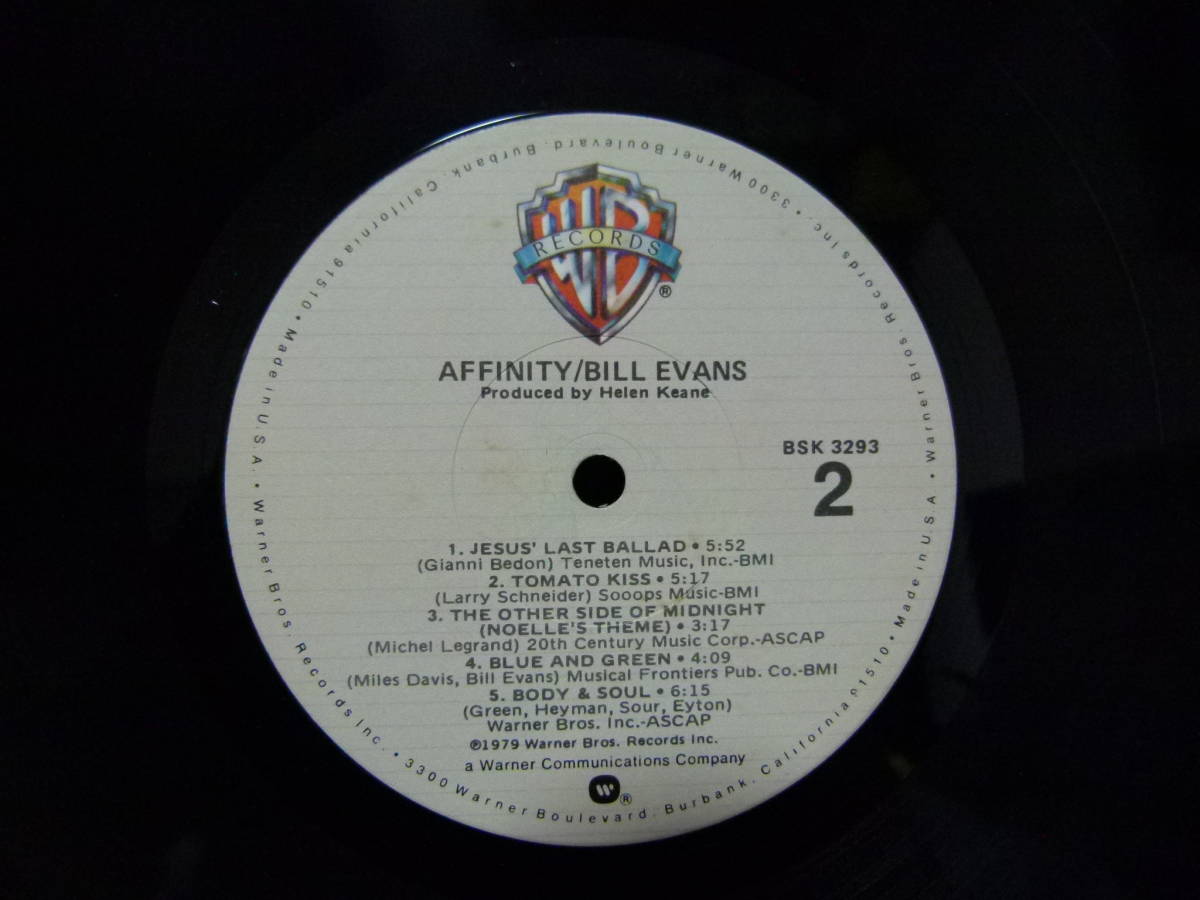 WB
RECORDS
®
AFFINITY/BILL EVANS
Produced by Helen Keane
BSK 3293
2
1. JESUS' LAST BALLAD • 5:52
(Gianni Bedon) Teneten Music, Inc.-BMI
2. TOMATO KISS • 5:17
(Larry Schneider) Sooops Music-BMI
3. THE OTHER SIDE OF MIDNIGHT
(NOELLE'S THEME) • 3:17
(Michel Legrand) 20th Century Music Corp.-ASCAP
4. BLUE AND GREEN • 4:09
(Miles Davis, Bill Evans) Musical Frontiers Pub. Co.-BMI
5. BODY & SOUL • 6:15
(Green, Heyman, Sour, Eyton)
Warner Bros. Inc.-ASCAP
℗1979 Warner Bros. Records Inc.
a Warner Communications Company
W®
Made in U.S.A. • Warner Bros. Records Inc. • 3300 Warner Boulevard, Burbank, California 91510 • Made in U.S.A. • Warner Bros. Records Inc. • 3300 Warner Boulevard, Burbank, California 91510 •